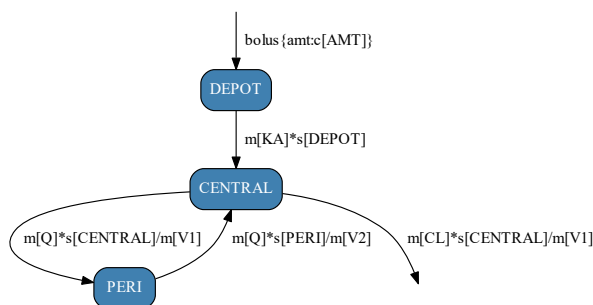 bolus{amt:c[AMT]}
DEPOT
m[KA]*s[DEPOT]
CENTRAL
m[Q]*s[CENTRAL]/m[V1]
m[Q]*s[PERI]/m[V2]
m[CL]*s[CENTRAL]/m[V1]
PERI